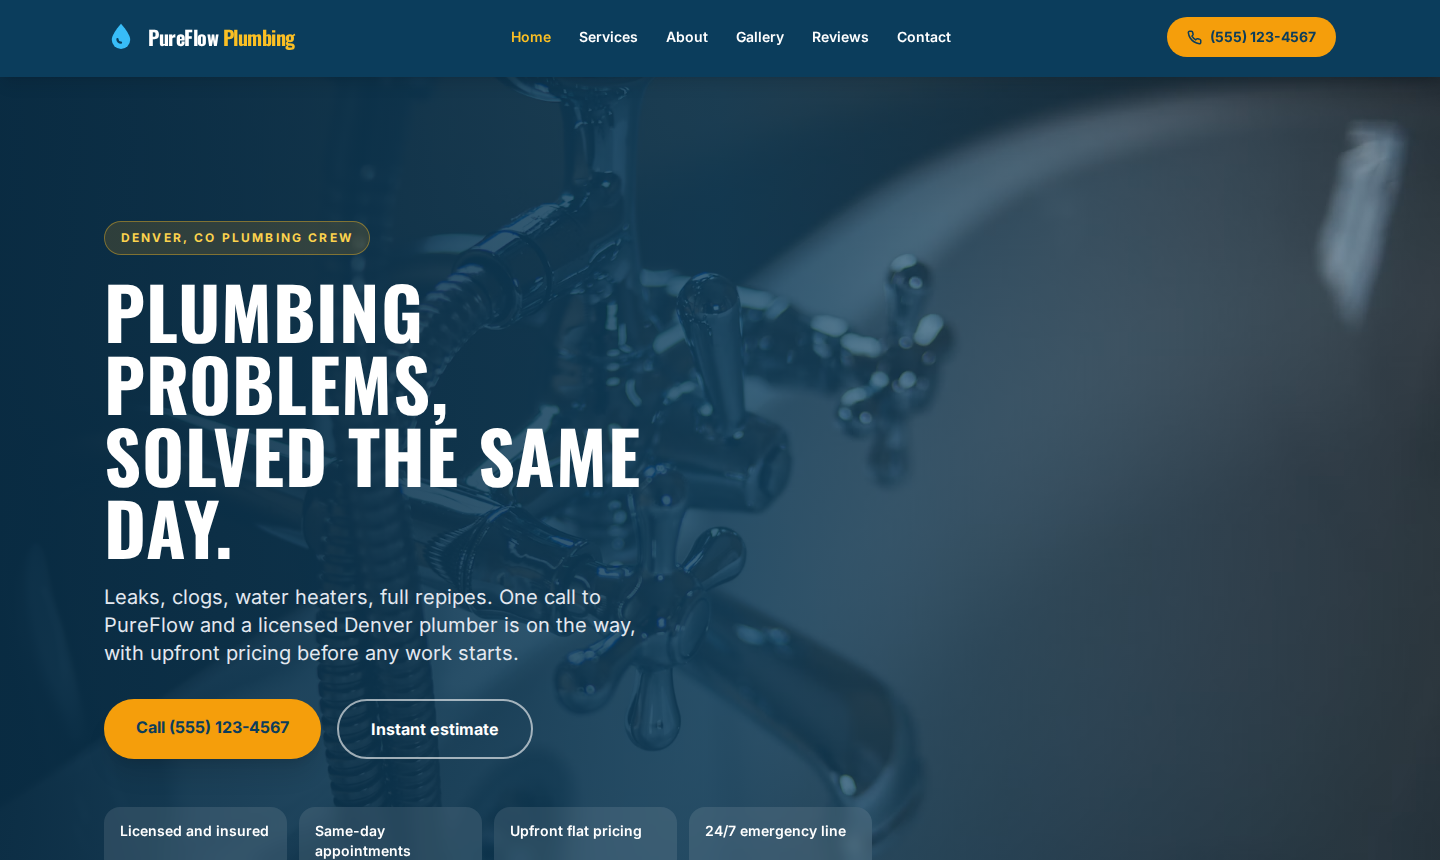 PureFlow Plumbing
Home Services About Gallery Reviews Contact
(555) 123-4567
DENVER, CO PLUMBING CREW
PLUMBING
PROBLEMS,
SOLVED THE SAME
DAY.
Leaks, clogs, water heaters, full repipes. One call to
PureFlow and a licensed Denver plumber is on the way,
with upfront pricing before any work starts.
Call (555) 123-4567
Instant estimate
Licensed and insured
Same-day
appointments
Upfront flat pricing
24/7 emergency line